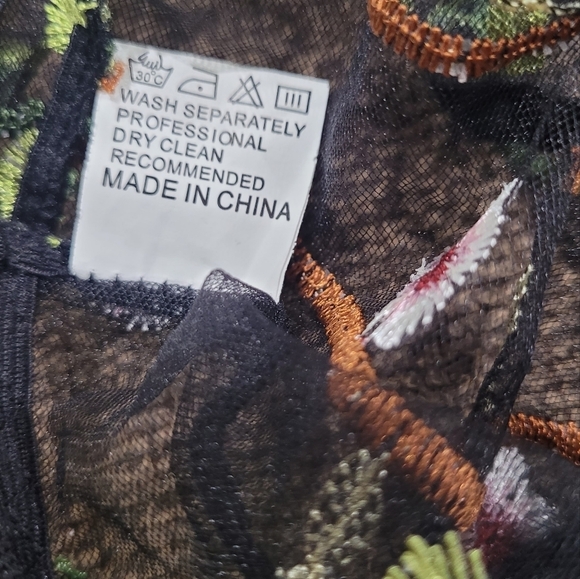 30°C
WASH SEPARATELY
PROFESSIONAL
DRY CLEAN
RECOMMENDED
MADE IN CHINA